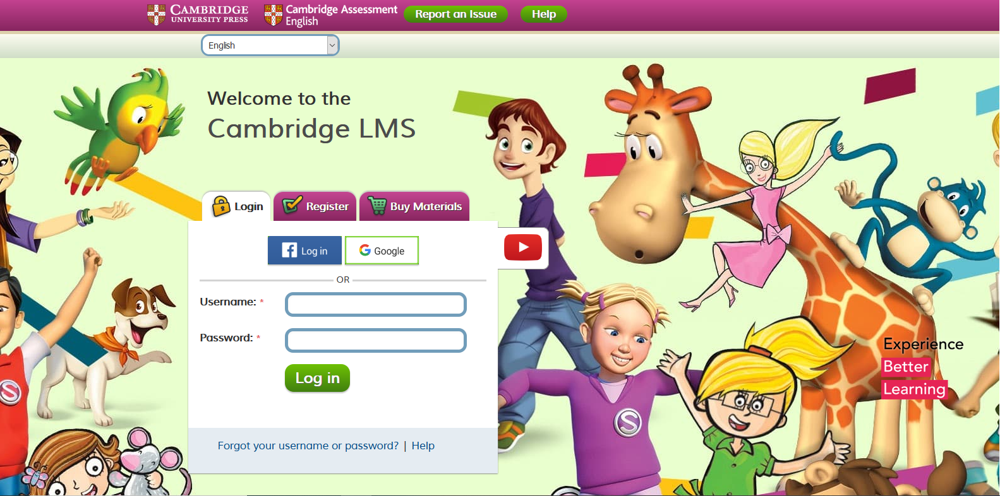 CAMBRIDGE
UNIVERSITY PRESS
Cambridge Assessment
English
Report an Issue
Help
English
Welcome to the
Cambridge LMS
Login
Register
Buy Materials
Log in
Google
OR
Username: *
Password: *
Log in
Forgot your username or password? | Help
Experience
Better
Learning
S
S